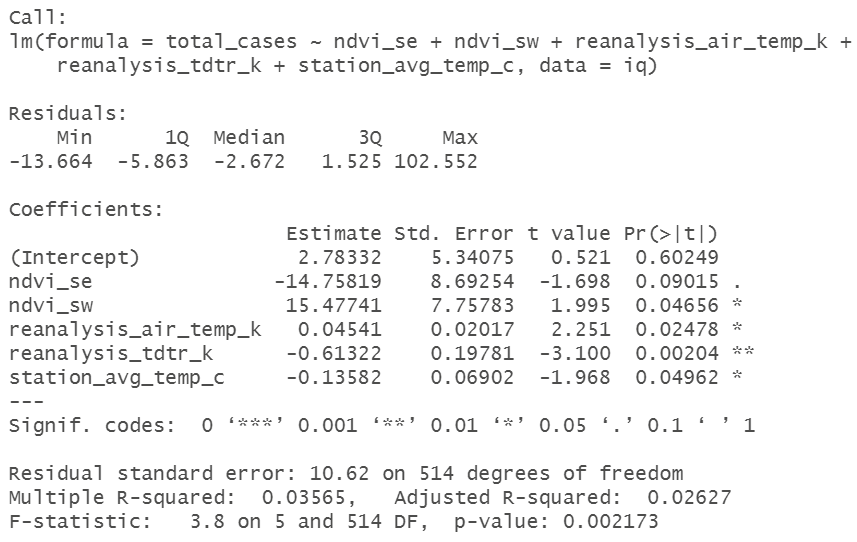 Call:
lm(formula = total_cases ~ ndvi_se + ndvi_sw + reanalysis_air_temp_k +
    reanalysis_tdtr_k + station_avg_temp_c, data = iq)

Residuals:
    Min      1Q  Median      3Q     Max
-13.664  -5.863  -2.672   1.525 102.552

Coefficients:
                       Estimate Std. Error t value Pr(>|t|)
(Intercept)             2.78332    5.34075   0.521  0.60249
ndvi_se               -14.75819    8.69254  -1.698  0.09015 .
ndvi_sw                15.47741    7.75783   1.995  0.04656 *
reanalysis_air_temp_k   0.04541    0.02017   2.251  0.02478 *
reanalysis_tdtr_k      -0.61322    0.19781  -3.100  0.00204 **
station_avg_temp_c     -0.13582    0.06902  -1.968  0.04962 *
---
Signif. codes:  0 ‘***’ 0.001 ‘**’ 0.01 ‘*’ 0.05 ‘.’ 0.1 ‘ ’ 1

Residual standard error: 10.62 on 514 degrees of freedom
Multiple R-squared:  0.03565,   Adjusted R-squared:  0.02627
F-statistic:   3.8 on 5 and 514 DF,  p-value: 0.002173